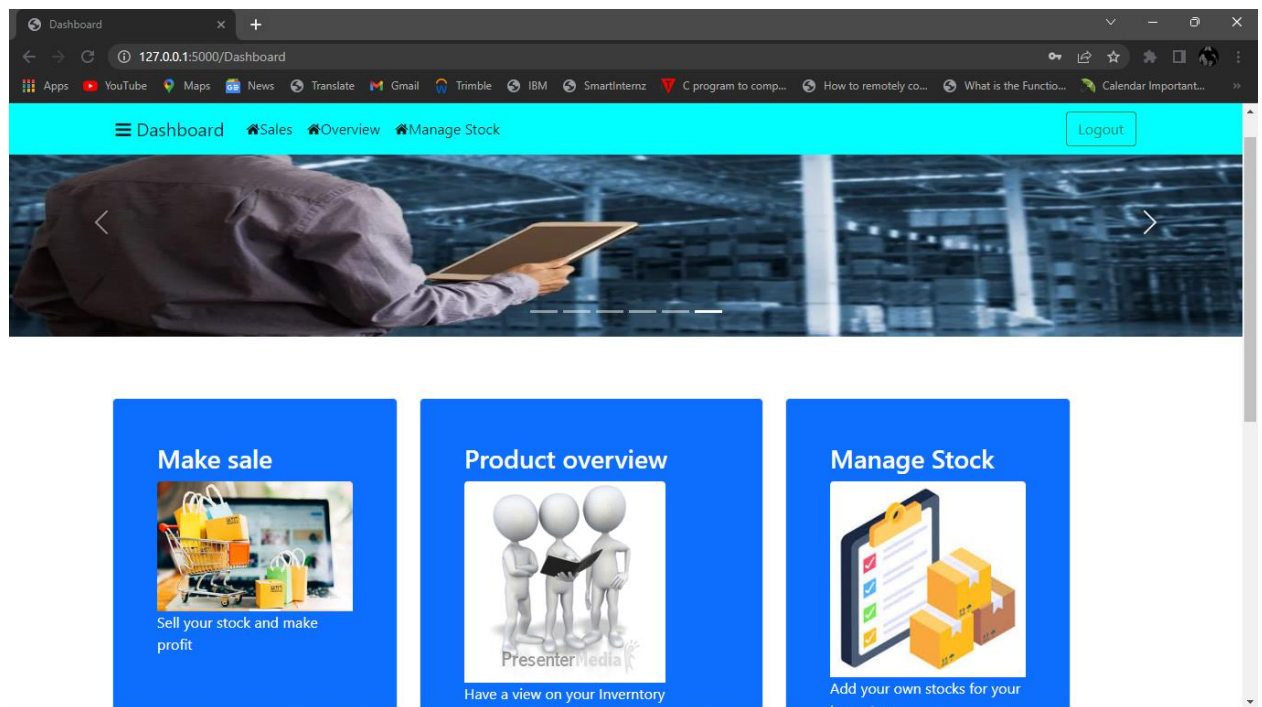 Dashboard
127.0.0.1:5000/Dashboard
Apps YouTube Maps News Translate Gmail Trimble IBM SmartInternz C program to comp... How to remotely co... What is the Functio... Calendar Important...
Dashboard Sales Overview Manage Stock Logout
Make sale
Sell your stock and make
profit
Product overview
PresenterMedia
Have a view on your Inverntory
Manage Stock
Add your own stocks for your